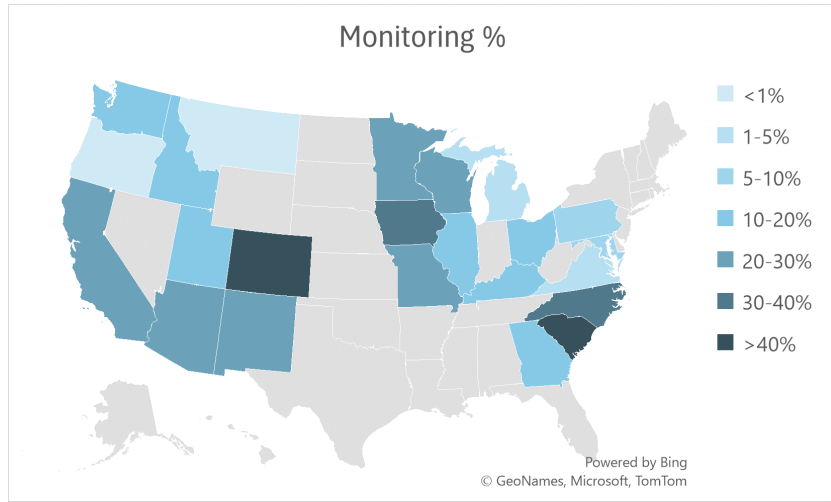 Monitoring %
<1%
1-5%
5-10%
10-20%
20-30%
30-40%
>40%
Powered by Bing
© GeoNames, Microsoft, TomTom